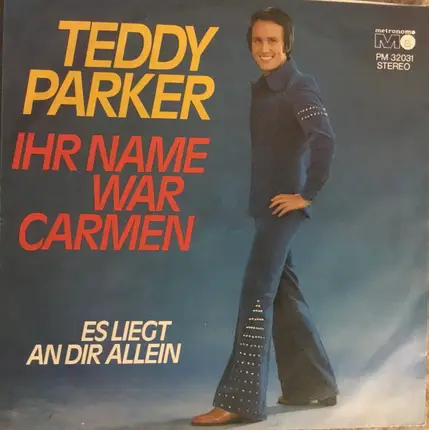 TEDDY
PARKER
IHR NAME
WAR
CARMEN
ES LIEGT
AN DIR ALLEIN
metronome
PM 32031
STEREO